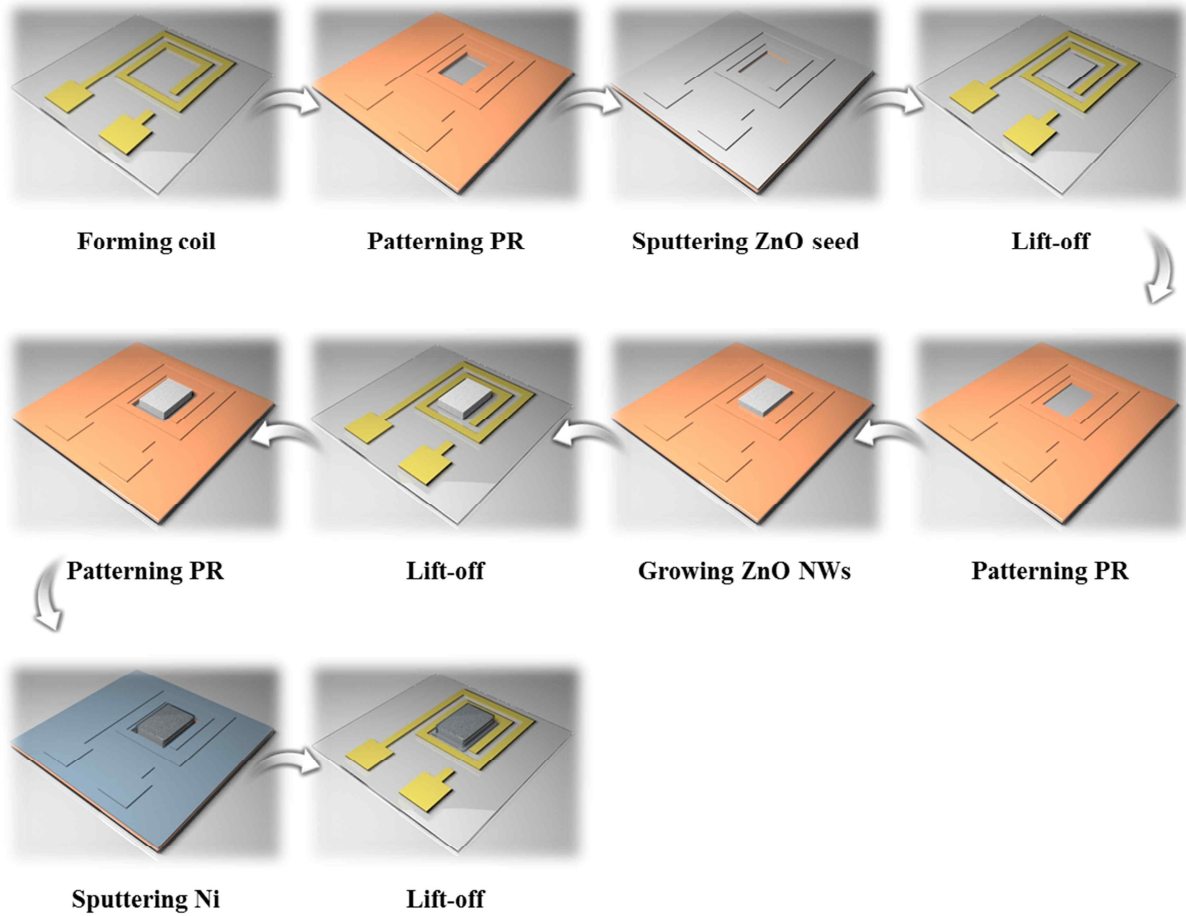 Forming coil
Patterning PR
Sputtering ZnO seed
Lift-off
Patterning PR
Lift-off
Growing ZnO NWs
Patterning PR
Sputtering Ni
Lift-off